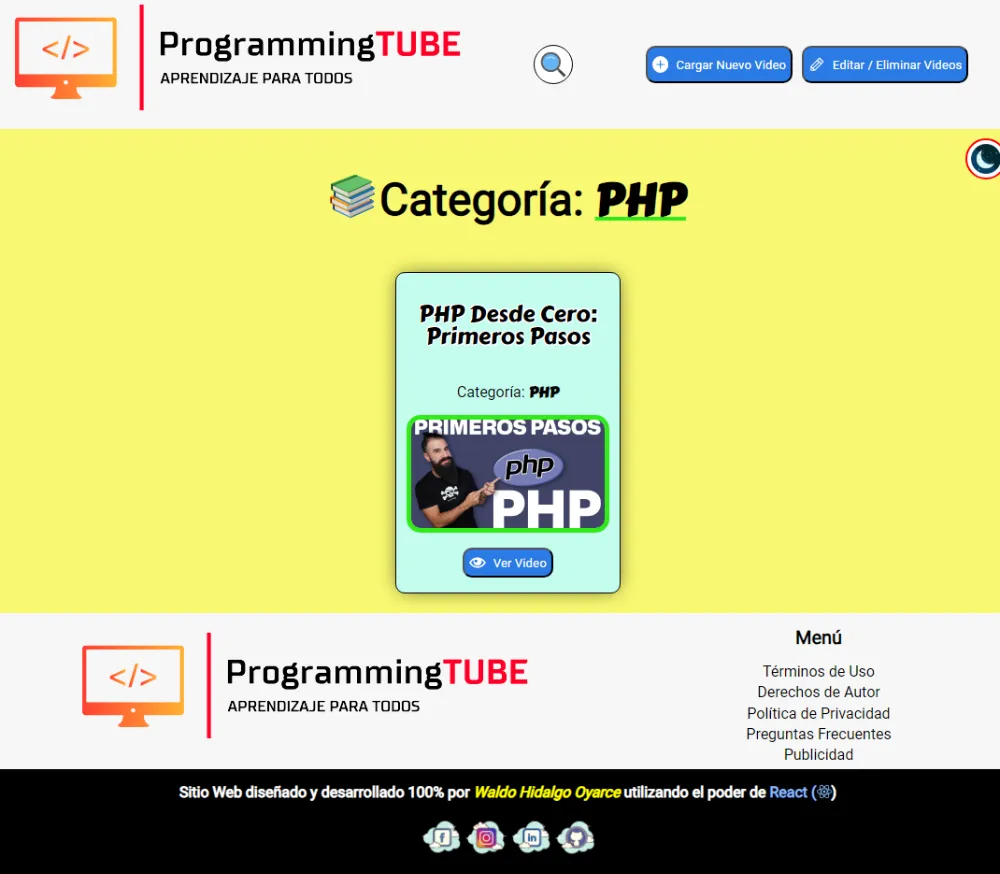 </>
ProgrammingTUBE
APRENDIZAJE PARA TODOS
Cargar Nuevo Video
Editar / Eliminar Videos
Categoría: PHP
PHP Desde Cero:
Primeros Pasos
Categoría: PHP
PRIMEROS PASOS
php
PHP
Ver Video
</>
ProgrammingTUBE
APRENDIZAJE PARA TODOS
Menú
Términos de Uso
Derechos de Autor
Política de Privacidad
Preguntas Frecuentes
Publicidad
Sitio Web diseñado y desarrollado 100% por Waldo Hidalgo Oyarce utilizando el poder de React (⚛)
f
in